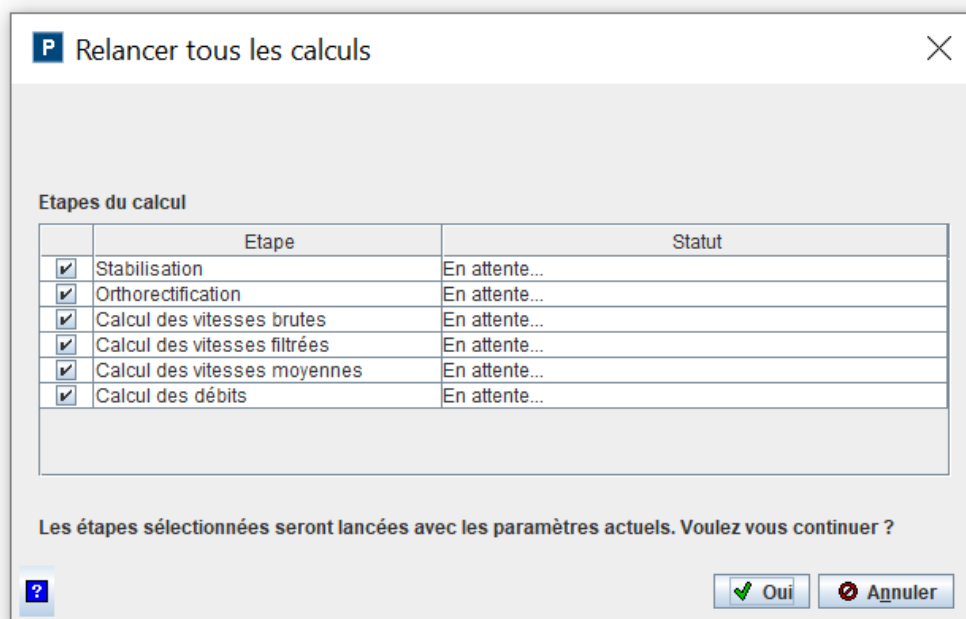 P Relancer tous les calculs
Etapes du calcul
Etape Statut
Stabilisation En attente...
Orthorectification En attente...
Calcul des vitesses brutes En attente...
Calcul des vitesses filtrées En attente...
Calcul des vitesses moyennes En attente...
Calcul des débits En attente...
Les étapes sélectionnées seront lancées avec les paramètres actuels. Voulez vous continuer ?
? Oui Annuler